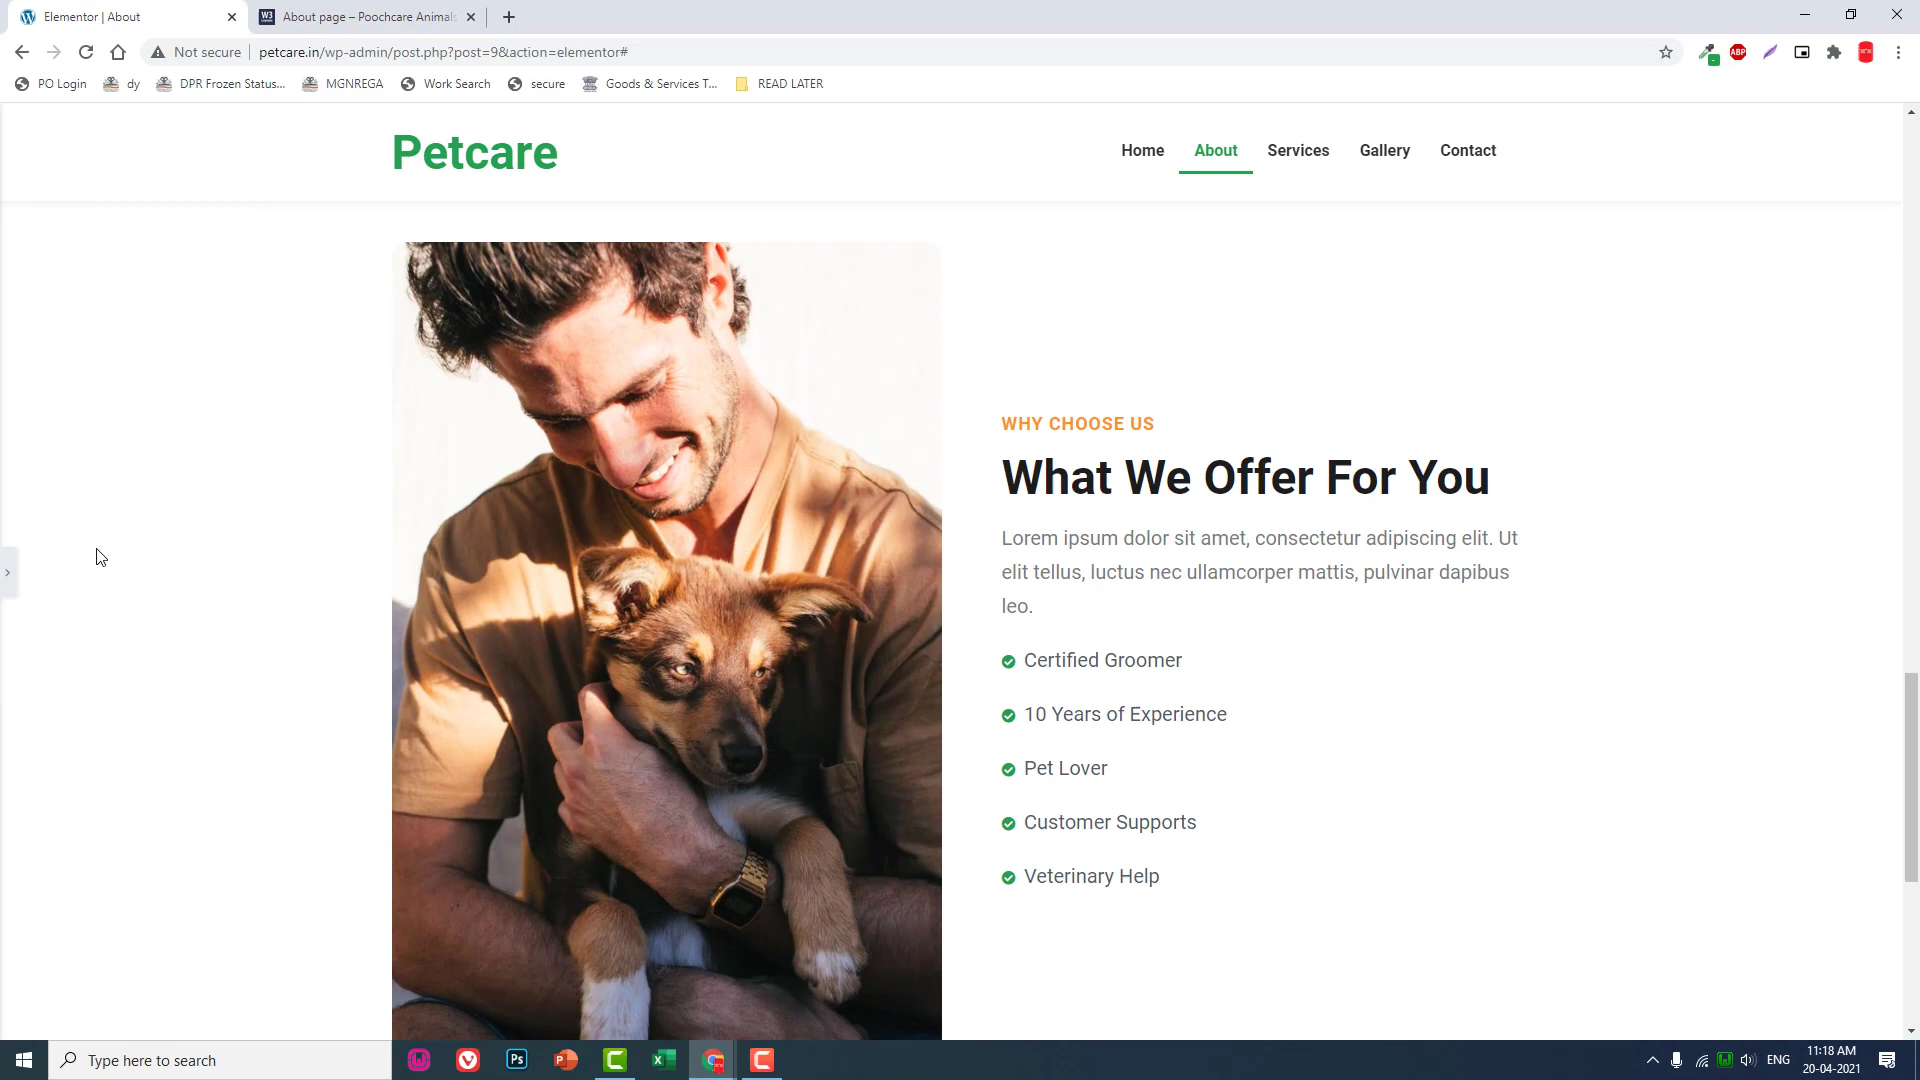 Elementor | About
About page – Poochcare Animals
Not secure
petcare.in/wp-admin/post.php?post=9&action=elementor#
ABP
PO Login
dy
DPR Frozen Status...
MGNREGA
Work Search
secure
Goods & Services T...
READ LATER
Petcare
Home
About
Services
Gallery
Contact
WHY CHOOSE US
What We Offer For You
Lorem ipsum dolor sit amet, consectetur adipiscing elit. Ut
elit tellus, luctus nec ullamcorper mattis, pulvinar dapibus
leo.
Certified Groomer
10 Years of Experience
Pet Lover
Customer Supports
Veterinary Help
Type here to search
Ps
ENG
11:18 AM
20-04-2021